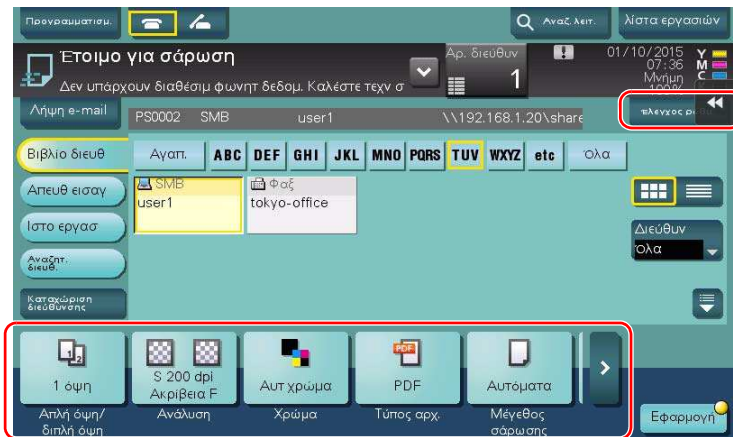 Προγραμματισμ.
Αναζ. λειτ.
λίστα εργασιών
Έτοιμο για σάρωση
Αρ. διεύθυν
1
01/10/2015
07:36
Μνήμη
100%
Y
M
C
K
Δεν υπάρχουν διαθέσιμ φωνητ δεδομ. Καλέστε τεχν σ
Λήψη e-mail
PS0002 SMB user1 \\192.168.1.20\share
έλεγχος
Βιβλίο διευθ
Αγαπ. ABC DEF GHI JKL MNO PQRS TUV WXYZ etc Όλα
Απευθ εισαγ
SMB
user1
Φαξ
tokyo-office
Ιστο εργασ
Διεύθυν
Όλα
Αναζητ.
διευθ.
Καταχώριση
διεύθυνσης
1 όψη
S 200 dpi
Ακρίβεια F
Αυτ χρώμα
PDF
Αυτόματα
Απλή όψη/
διπλή όψη
Ανάλυση
Χρώμα
Τύπος αρχ.
Μέγεθος
σάρωσης
Εφαρμογή